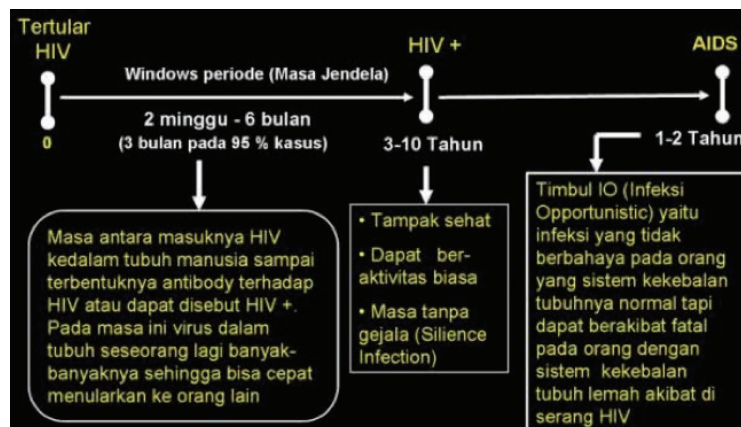 Tertular
HIV
HIV +
AIDS
Windows periode (Masa Jendela)
0
2 minggu - 6 bulan
(3 bulan pada 95 % kasus)
3-10 Tahun
1-2 Tahun
Masa antara masuknya HIV
kedalam tubuh manusia sampai
terbentuknya antibody terhadap
HIV atau dapat disebut HIV +.
Pada masa ini virus dalam
tubuh seseorang lagi banyak-
banyaknya sehingga bisa cepat
menularkan ke orang lain
• Tampak sehat
• Dapat ber-
aktivitas biasa
• Masa tanpa
gejala (Silience
Infection)
Timbul IO (Infeksi
Opportunistic) yaitu
infeksi yang tidak
berbahaya pada orang
yang sistem kekebalan
tubuhnya normal tapi
dapat berakibat fatal
pada orang dengan
sistem kekebalan
tubuh lemah akibat di
serang HIV